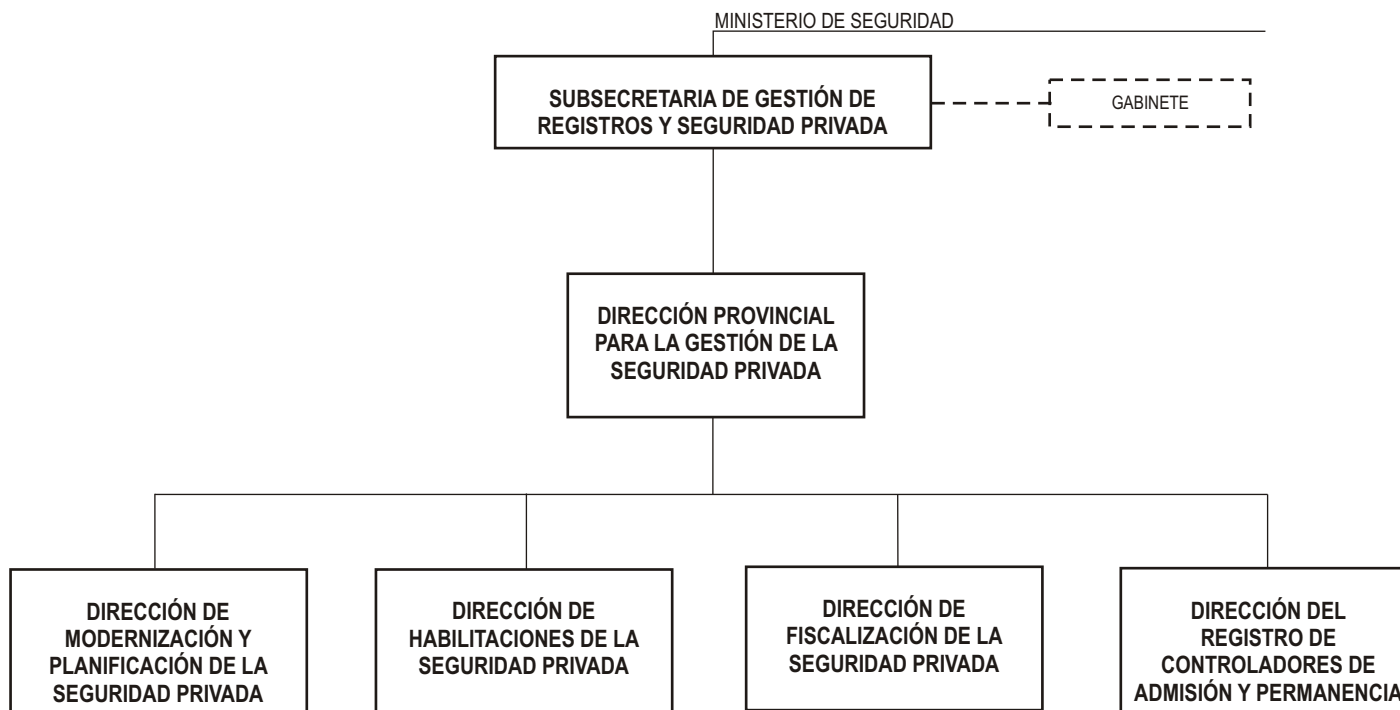 MINISTERIO DE SEGURIDAD
SUBSECRETARIA DE GESTIÓN DE
REGISTROS Y SEGURIDAD PRIVADA
GABINETE
DIRECCIÓN PROVINCIAL
PARA LA GESTIÓN DE LA
SEGURIDAD PRIVADA
DIRECCIÓN DE
MODERNIZACIÓN Y
PLANIFICACIÓN DE LA
SEGURIDAD PRIVADA
DIRECCIÓN DE
HABILITACIONES DE LA
SEGURIDAD PRIVADA
DIRECCIÓN DE
FISCALIZACIÓN DE LA
SEGURIDAD PRIVADA
DIRECCIÓN DEL
REGISTRO DE
CONTROLADORES DE
ADMISIÓN Y PERMANENCIA